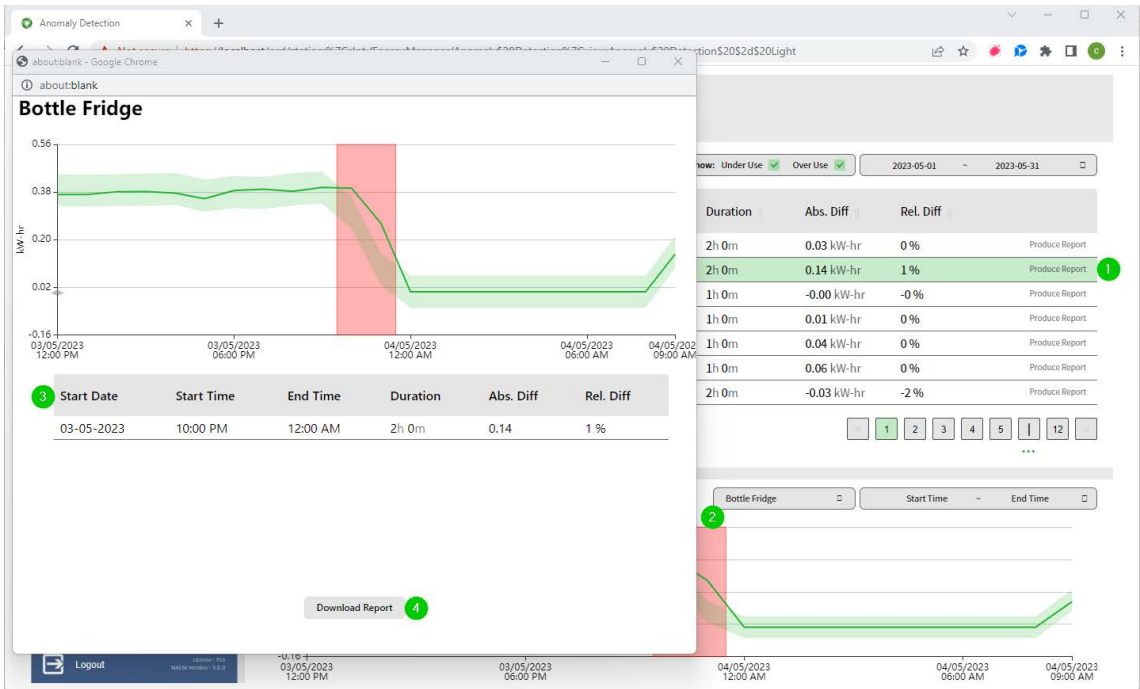 Anomaly Detection
about:blank - Google Chrome
about:blank
Bottle Fridge
0.56
0.38
0.20
0.02
-0.16
kW-hr
03/05/2023
12:00 PM
03/05/2023
06:00 PM
04/05/2023
12:00 AM
04/05/2023
06:00 AM
04/05/202
09:00 AM
3
Start Date Start Time End Time Duration Abs. Diff Rel. Diff
03-05-2023 10:00 PM 12:00 AM 2h 0m 0.14 1 %
Download Report 4
Under Use Over Use 2023-05-01 ~ 2023-05-31
Duration Abs. Diff Rel. Diff
2h 0m 0.03 kW-hr 0 % Produce Report
2h 0m 0.14 kW-hr 1 % Produce Report 1
1h 0m -0.00 kW-hr -0 % Produce Report
1h 0m 0.01 kW-hr 0 % Produce Report
1h 0m 0.04 kW-hr 0 % Produce Report
1h 0m 0.06 kW-hr 0 % Produce Report
2h 0m -0.03 kW-hr -2 % Produce Report
1 2 3 4 5 12
Bottle Fridge Start Time ~ End Time
2
Logout
03/05/2023
12:00 PM
03/05/2023
06:00 PM
04/05/2023
12:00 AM
04/05/2023
06:00 AM
04/05/2023
09:00 AM